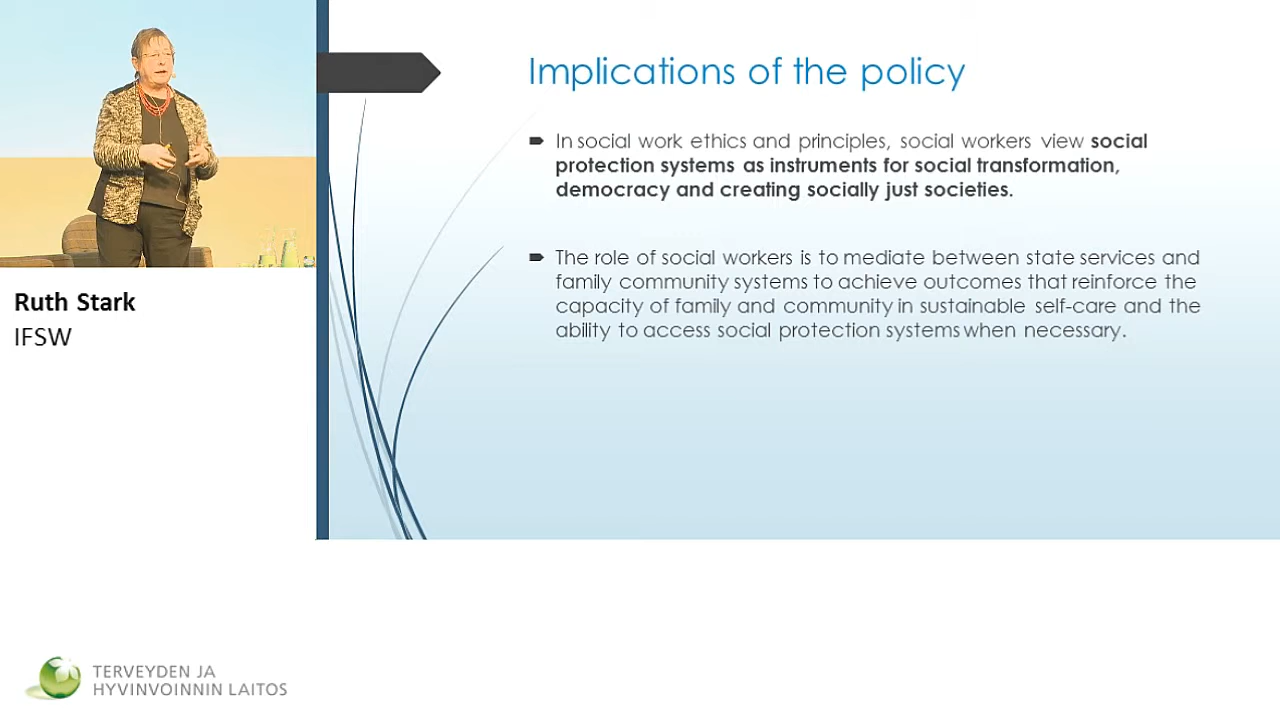 Implications of the policy
In social work ethics and principles, social workers view social
protection systems as instruments for social transformation,
democracy and creating socially just societies.
The role of social workers is to mediate between state services and
family community systems to achieve outcomes that reinforce the
capacity of family and community in sustainable self-care and the
ability to access social protection systems when necessary.
Ruth Stark
IFSW
TERVEYDEN JA
HYVINVOINNIN LAITOS